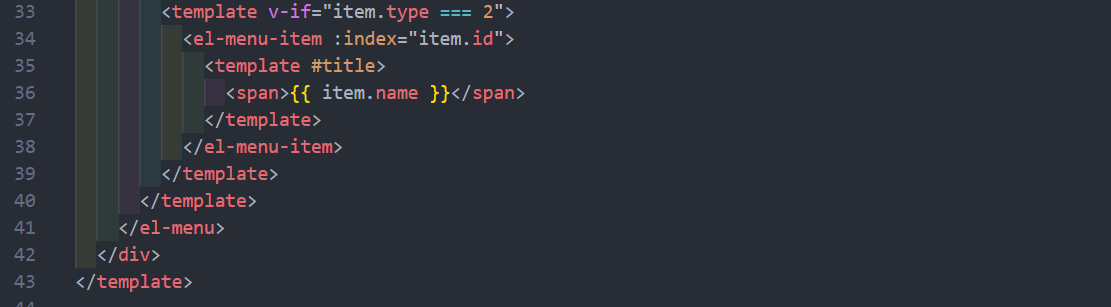 33 <template v-if="item.type === 2">
34 <el-menu-item :index="item.id">
35 <template #title>
36 <span>{{ item.name }}</span>
37 </template>
38 </el-menu-item>
39 </template>
40 </template>
41 </el-menu>
42 </div>
43 </template>
44